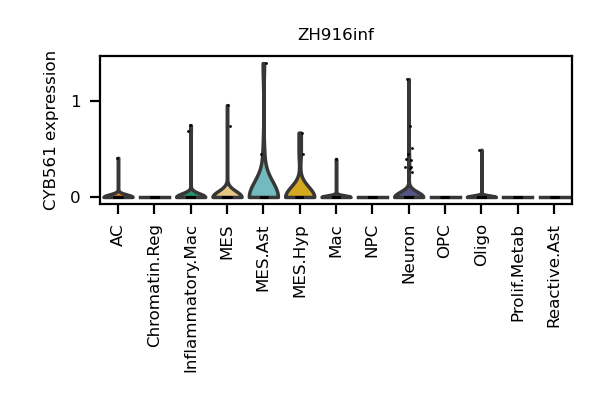 ZH916inf
CYB561 expression
1
0
AC
Chromatin.Reg
Inflammatory.Mac
MES
MES.Ast
MES.Hyp
Mac
NPC
Neuron
OPC
Oligo
Prolif.Metab
Reactive.Ast